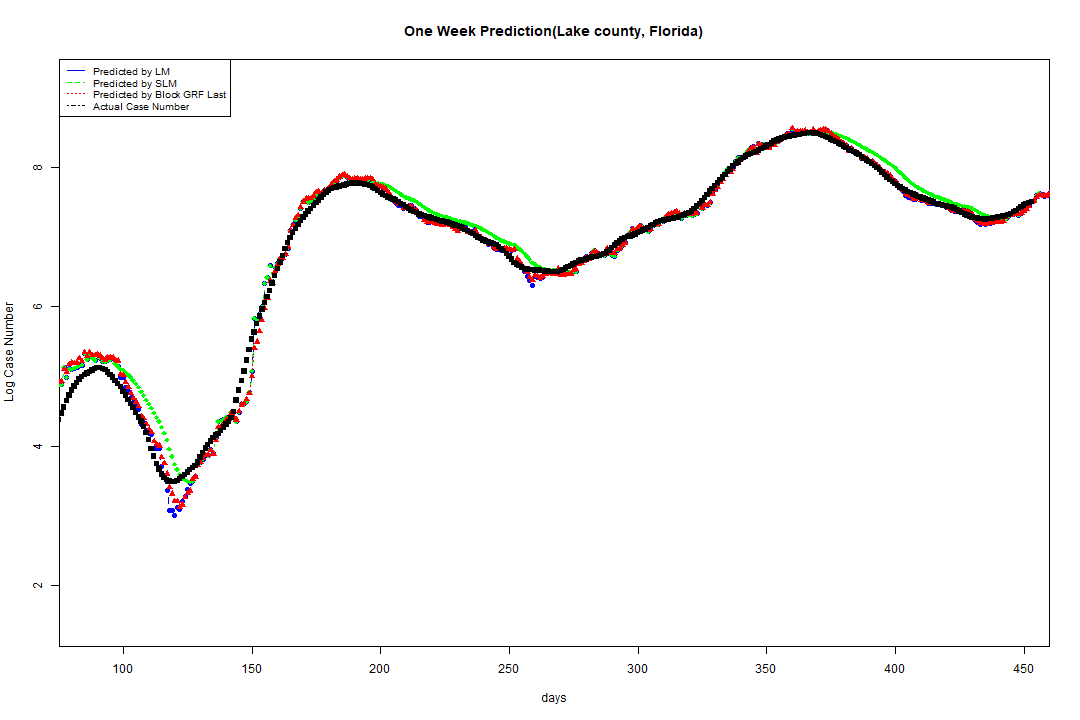 One Week Prediction(Lake county, Florida)
Predicted by LM
Predicted by SLM
Predicted by Block GRF Last
Actual Case Number
8
6
4
2
Log Case Number
100 150 200 250 300 350 400 450
days